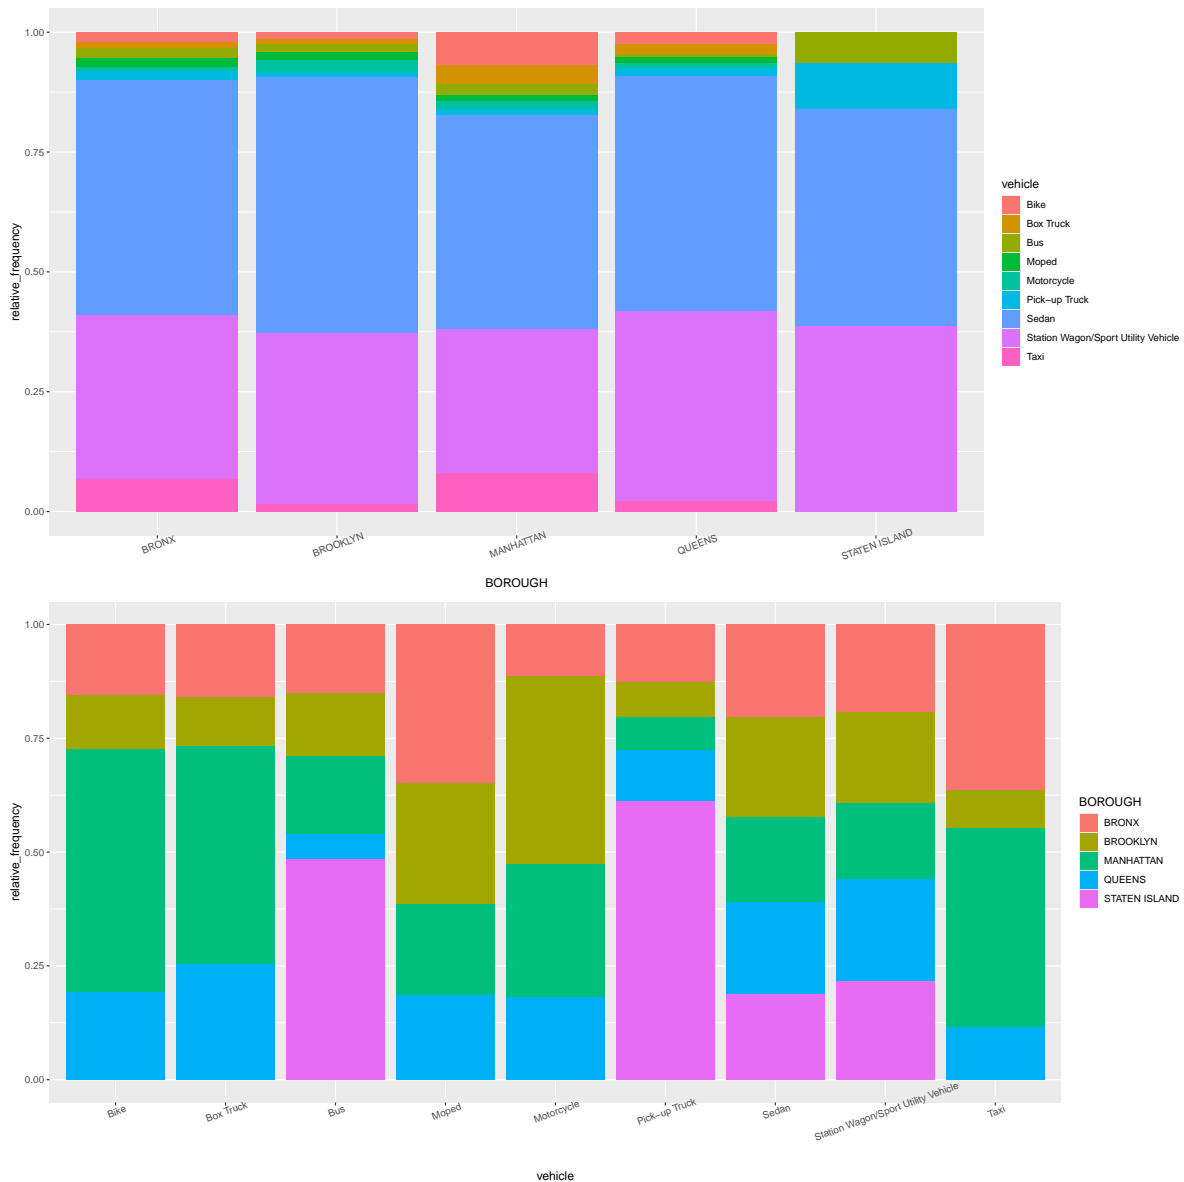 1.00
0.75
0.50
0.25
0.00
relative_frequency
BRONX
BROOKLYN
MANHATTAN
QUEENS
STATEN ISLAND
BOROUGH
vehicle
Bike
Box Truck
Bus
Moped
Motorcycle
Pick−up Truck
Sedan
Station Wagon/Sport Utility Vehicle
Taxi
1.00
0.75
0.50
0.25
0.00
relative_frequency
Bike
Box Truck
Bus
Moped
Motorcycle
Pick−up Truck
Sedan
Station Wagon/Sport Utility Vehicle
Taxi
vehicle
BOROUGH
BRONX
BROOKLYN
MANHATTAN
QUEENS
STATEN ISLAND